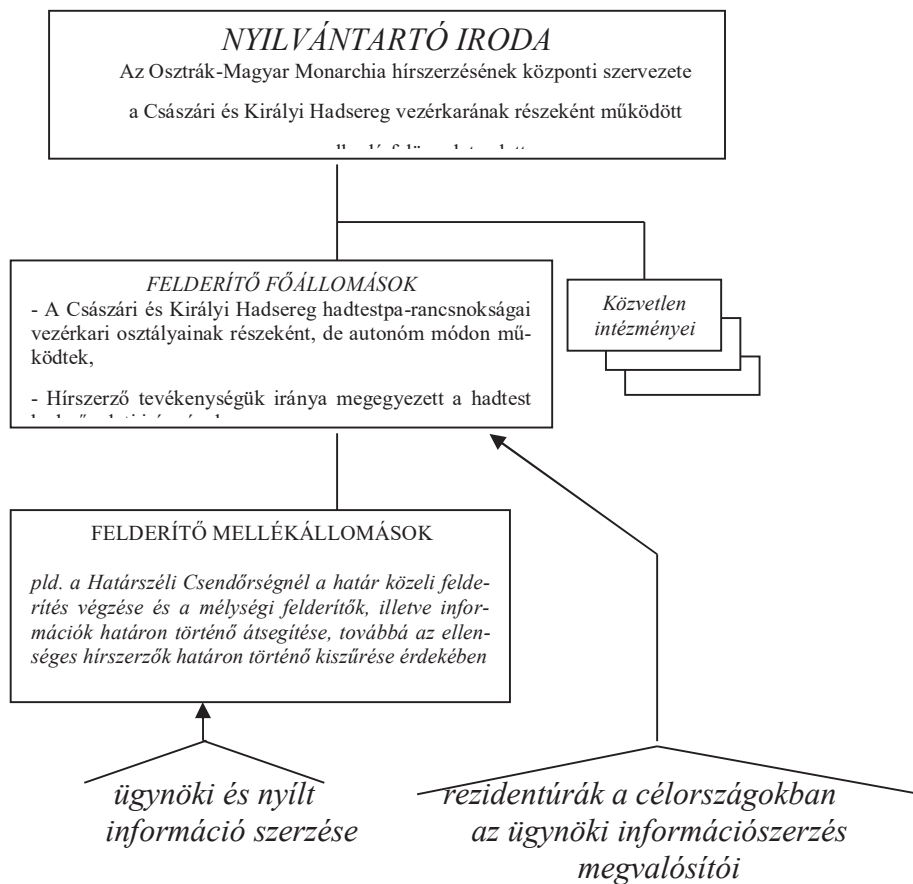 NYILVÁNTARTÓ IRODA
Az Osztrák-Magyar Monarchia hírszerzésének központi szervezete
a Császári és Királyi Hadsereg vezérkarának részeként működött
FELDERÍTŐ FŐÁLLOMÁSOK
- A Császári és Királyi Hadsereg hadtestpa-rancsnokságai
vezérkari osztályainak részeként, de autonóm módon mű-
ködtek,
- Hírszerző tevékenységük iránya megegyezett a hadtest
Közvetlen
intézményei
FELDERÍTŐ MELLÉKÁLLOMÁSOK
pld. a Határszéli Csendőrségnél a határ közeli felde-
rítés végzése és a mélységi felderítők, illetve infor-
mációk határon történő átsegítése, továbbá az ellen-
séges hírszerzők határon történő kiszűrése érdekében
ügynöki és nyílt
információ szerzése
rezidentúrák a célországokban
az ügynöki információszerzés
megvalósítói